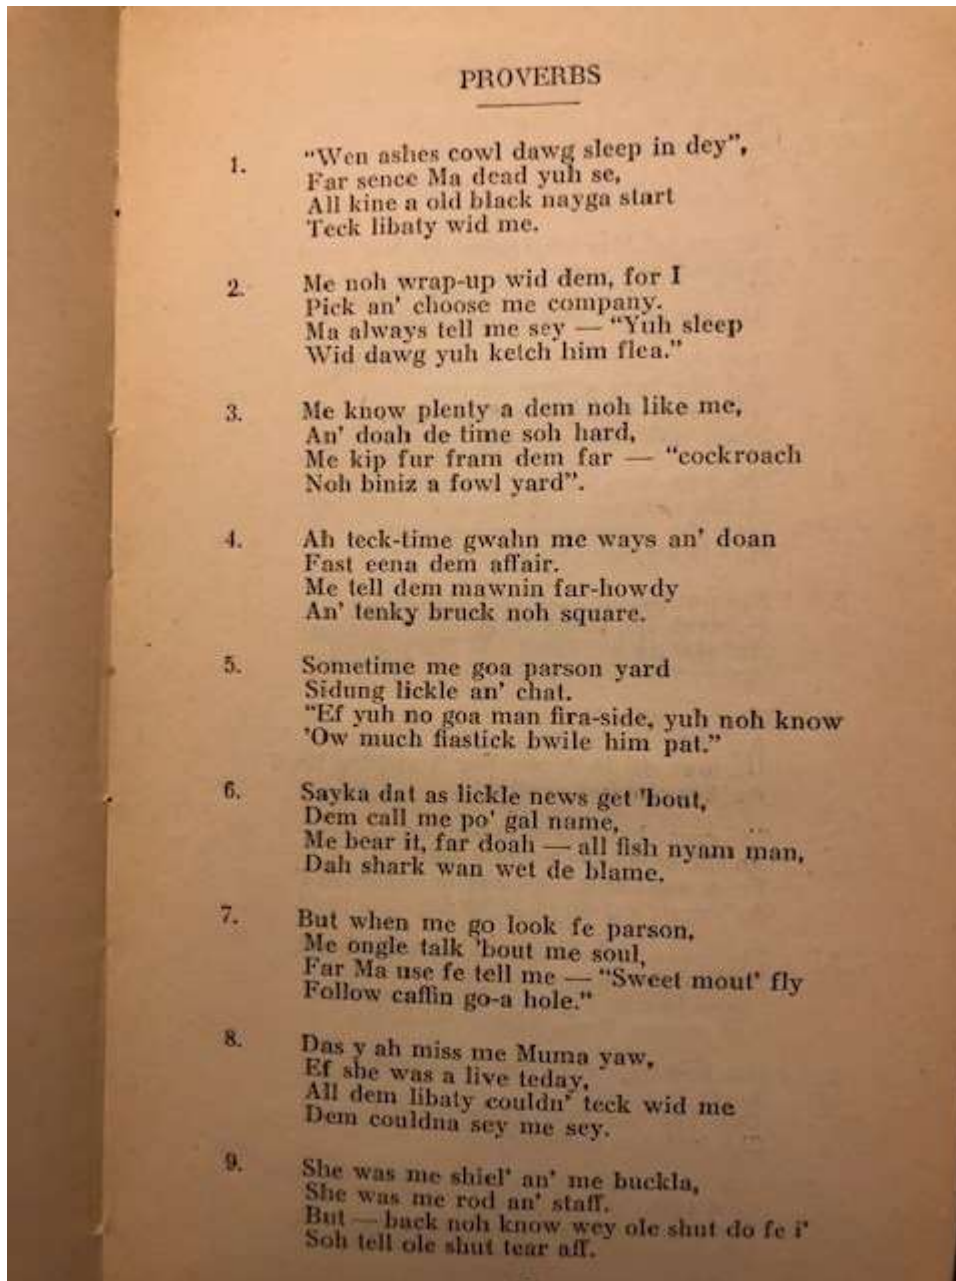 PROVERBS
1. "Wen ashes cowl dawg sleep in dey",
Far sence Ma dead yuh se,
All kine a old black nayga start
Teck libaty wid me.
2. Me noh wrap-up wid dem, for I
Pick an' choose me company.
Ma always tell me sey — "Yuh sleep
Wid dawg yuh ketch him flea."
3. Me know plenty a dem noh like me,
An' doah de time soh hard,
Me kip fur fram dem far — "cockroach
Noh biniz a fowl yard".
4. Ah teck-time gwahn me ways an' doan
Fast eena dem affair.
Me tell dem mawnin far-howdy
An' tenky bruck noh square.
5. Sometime me goa parson yard
Sidung lickle an' chat.
"Ef yuh no goa man fira-side, yuh noh know
'Ow much fiastick bwile him pat."
6. Sayka dat as lickle news get 'bout,
Dem call me po' gal name,
Me bear it, far doah — all fish nyam man,
Dah shark wan wet de blame.
7. But when me go look fe parson,
Me ongle talk 'bout me soul,
Far Ma use fe tell me — "Sweet mout' fly
Follow caffin go-a hole."
8. Das y ah miss me Muma yaw,
Ef she was a live teday,
All dem libaty couldn' teck wid me
Dem couldna sey me sey.
9. She was me shiel' an' me buckla,
She was me rod an' staff.
But — back noh know wey ole shut do fe i'
Soh tell ole shut tear aff.